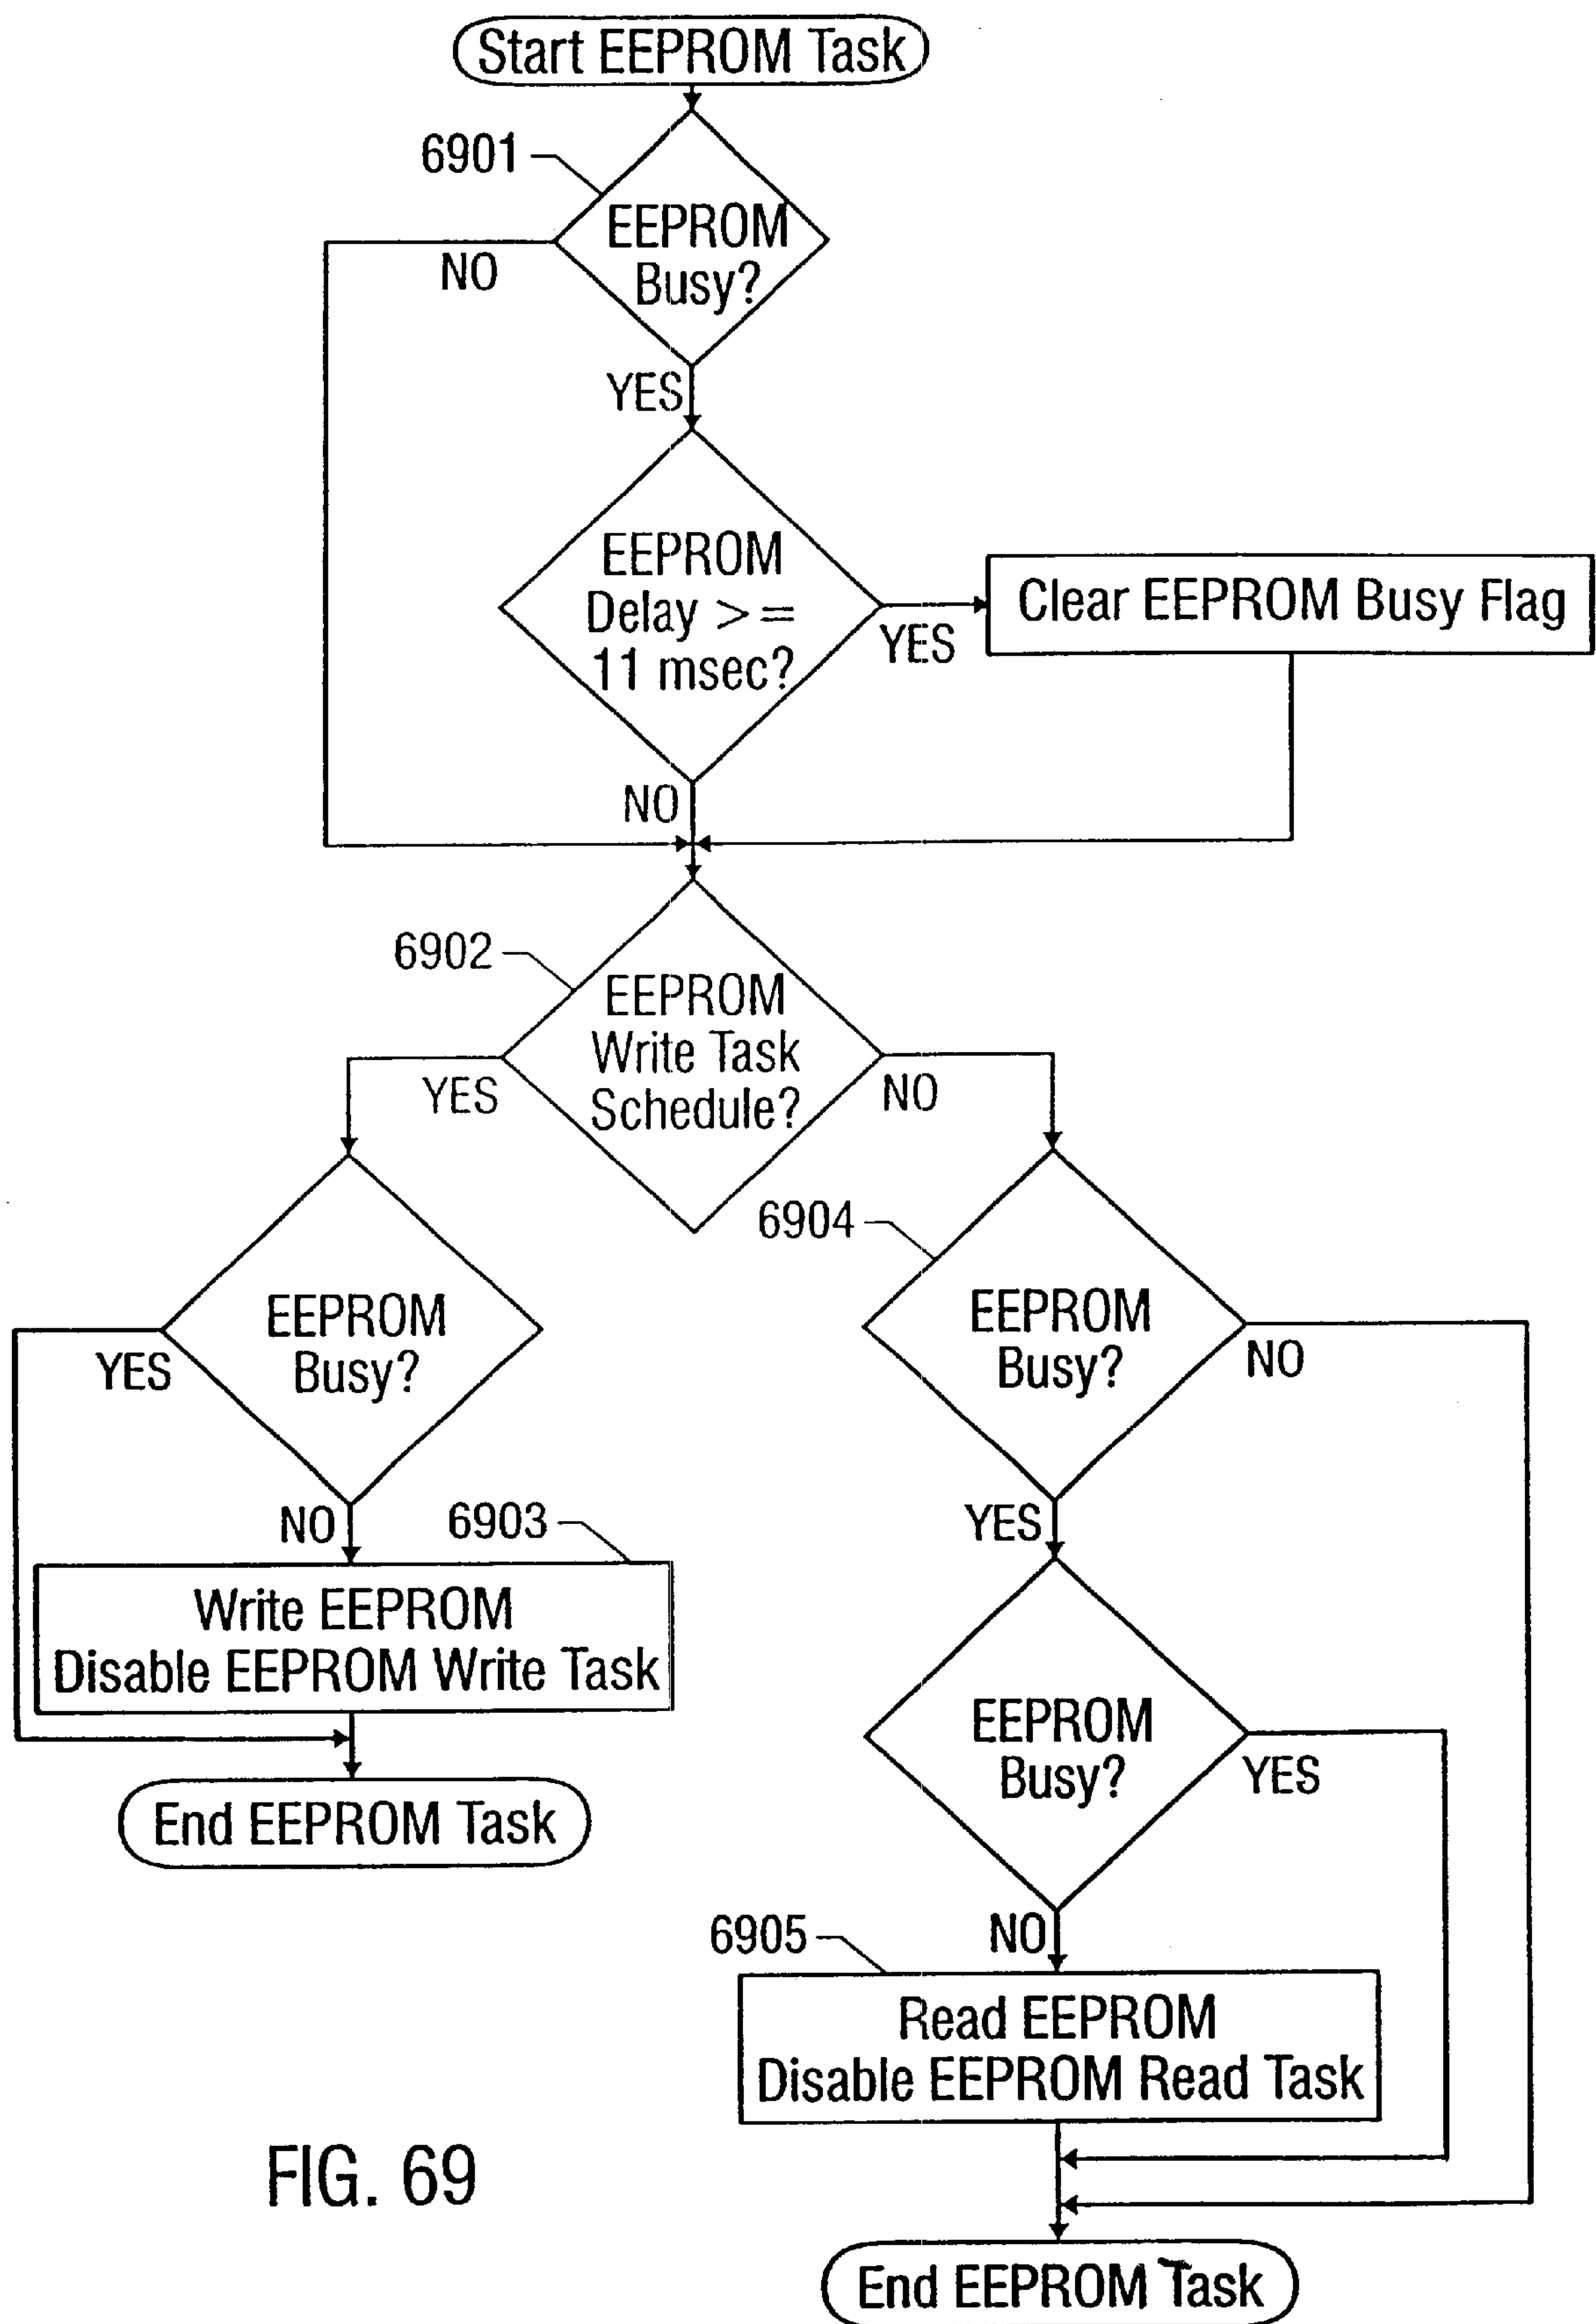 Start EEPROM Task
6901
EEPROM
Busy?
NO
YES
EEPROM
Delay >=
11 msec?
YES
Clear EEPROM Busy Flag
NO
6902
EEPROM
Write Task
Schedule?
YES
NO
6904
EEPROM
Busy?
YES
NO
6903
Write EEPROM
Disable EEPROM Write Task
End EEPROM Task
EEPROM
Busy?
NO
YES
EEPROM
Busy?
YES
NO
6905
Read EEPROM
Disable EEPROM Read Task
End EEPROM Task
FIG. 69